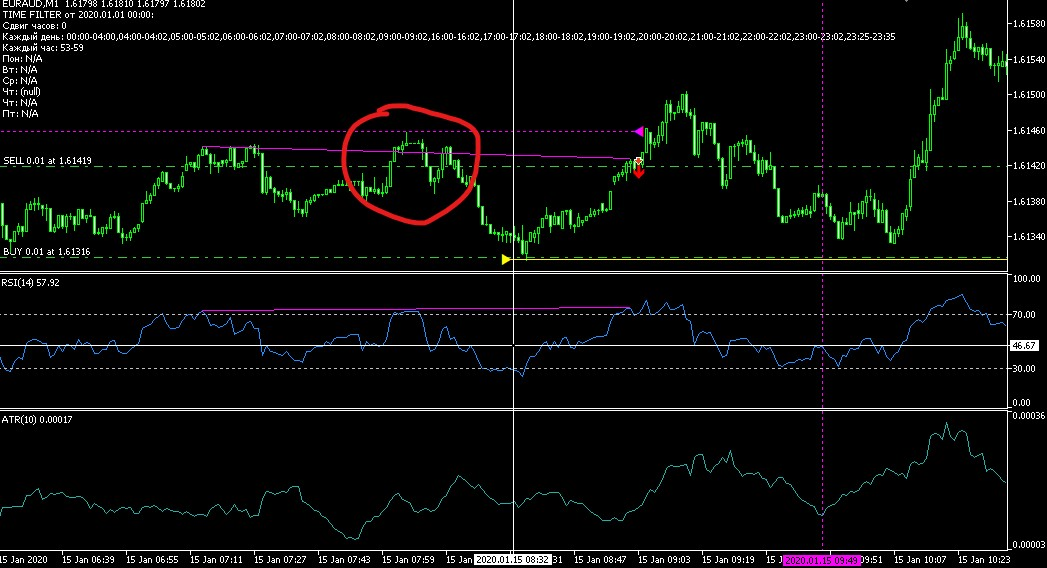 EURAUD,M1 1.61798 1.61810 1.61797 1.61802
TIME FILTER от 2020.01.01 00:00:
Сдвиг часов: 0
Каждый день: 00:00-04:00,04:00-04:02,05:00-05:02,06:00-06:02,07:00-07:02,08:00-08:02,09:00-09:02,16:00-16:02,17:00-17:02,18:00-18:02,19:00-19:02,20:00-20:02,21:00-21:02,22:00-22:02,23:00-23:02,23:25-23:35
Каждый час: 53-59
Пон: N/A
Вт: N/A
Ср: N/A
Чт: (null)
Чт: N/A
Пт: N/A
1.61580
1.61540
1.61500
1.61460
1.61420
1.61380
1.61340
SELL 0.01 at 1.61419
BUY 0.01 at 1.61316
RSI(14) 57.92
100.00
70.00
46.67
30.00
0.00
ATR(10) 0.00017
0.00036
0.00003
15 Jan 2020 15 Jan 06:39 15 Jan 06:55 15 Jan 07:11 15 Jan 07:27 15 Jan 07:43 15 Jan 07:59 15 Jan 2020.01.15 08:32 :31 15 Jan 08:47 15 Jan 09:03 15 Jan 09:19 15 J 2020.01.15 09:49 09:51 15 Jan 10:07 15 Jan 10:23